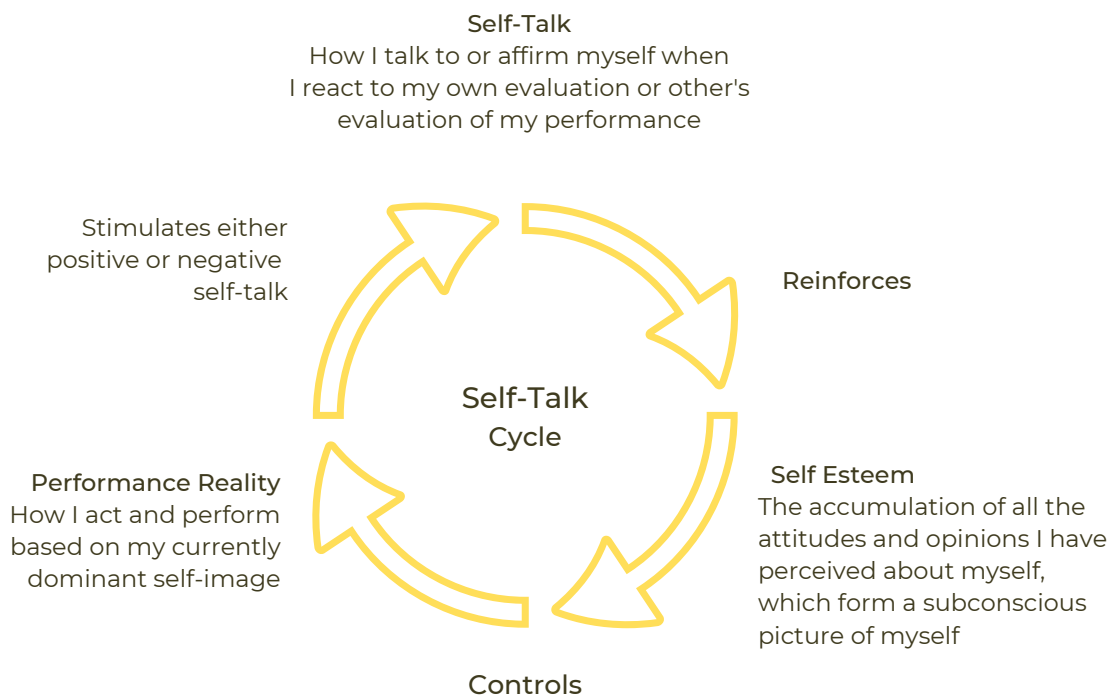 Self-Talk
How I talk to or affirm myself when
I react to my own evaluation or other's
evaluation of my performance
Stimulates either
positive or negative
self-talk
Reinforces
Self-Talk
Cycle
Performance Reality
How I act and perform
based on my currently
dominant self-image
Self Esteem
The accumulation of all the
attitudes and opinions I have
perceived about myself,
which form a subconscious
picture of myself
Controls